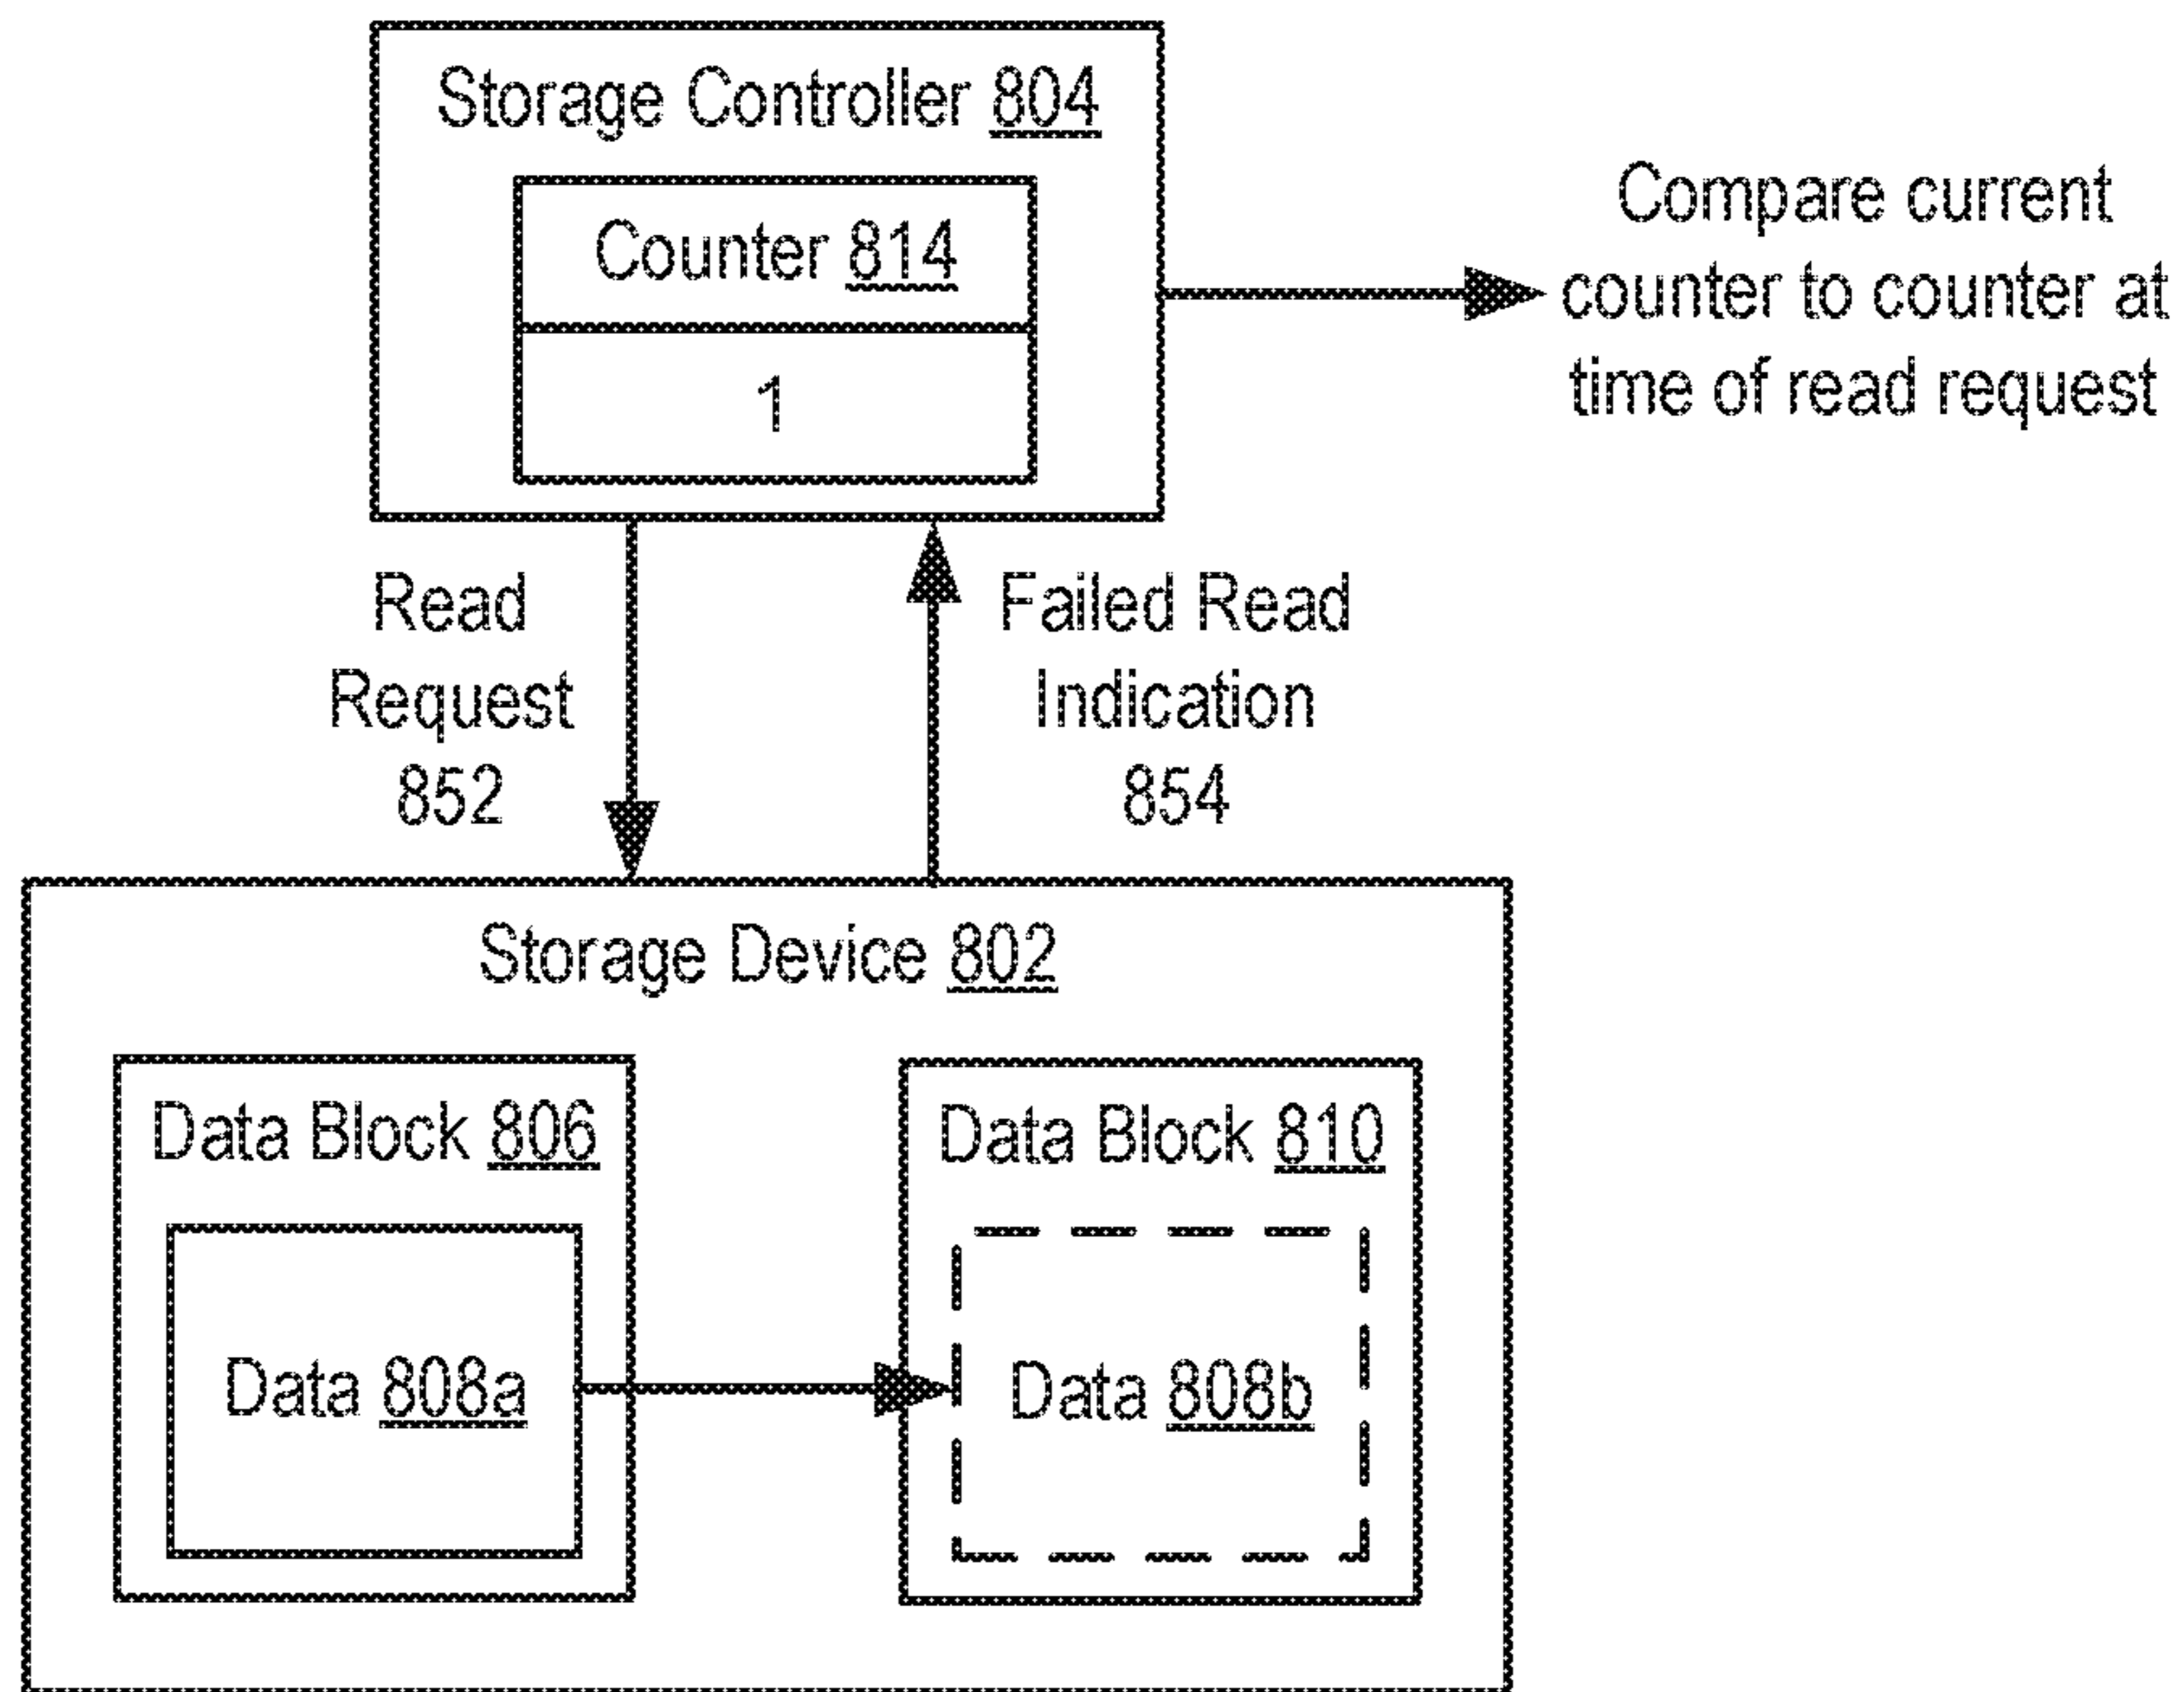 Storage Controller 804
Counter 814
1
Compare current
counter to counter at
time of read request
Read
Request
852
Failed Read
Indication
854
Storage Device 802
Data Block 806
Data 808a
Data Block 810
Data 808b